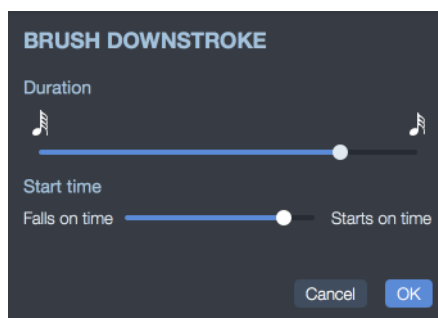 BRUSH DOWNSTROKE
Duration
Start time
Falls on time Starts on time
Cancel OK